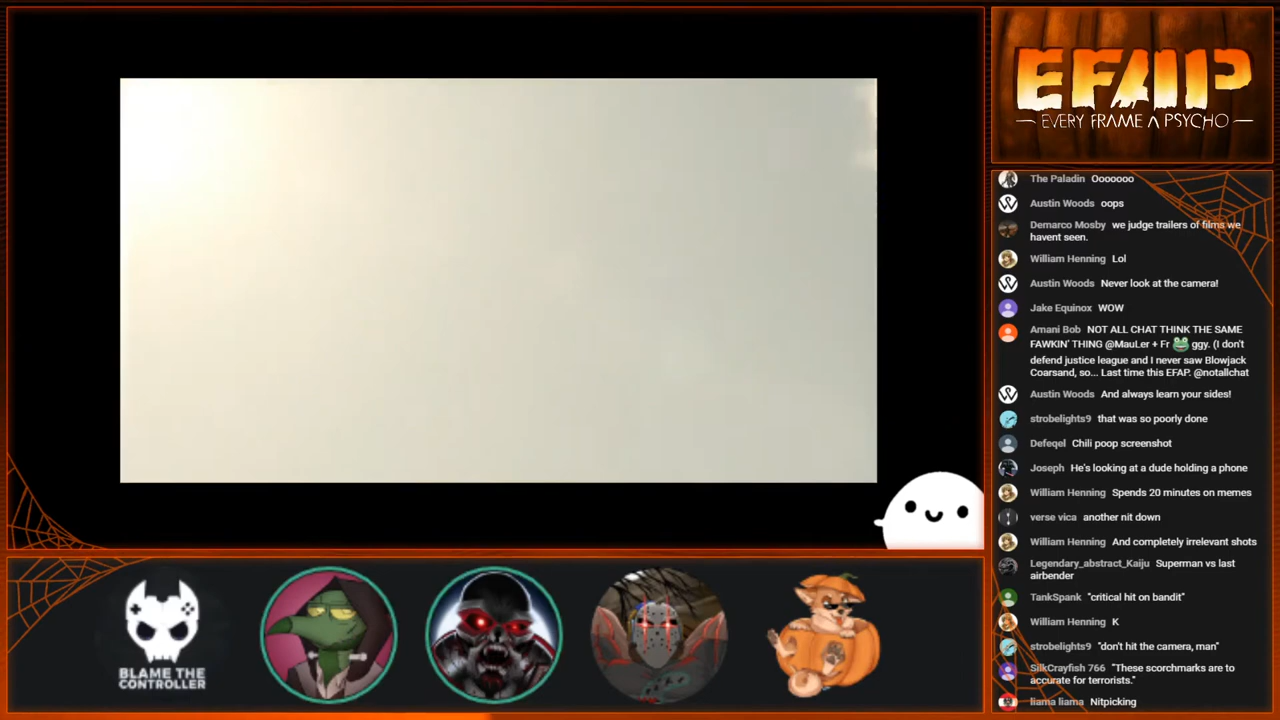 EFAP
EVERY FRAME A PSYCHO
The Paladin Ooooooo
Austin Woods oops
Demarco Mosby we judge trailers of films we
havent seen.
William Henning Lol
Austin Woods Never look at the camera!
Jake Equinox WOW
Amani Bob NOT ALL CHAT THINK THE SAME
FAWKIN' THING @MauLer + Fr 🐸 ggy. (I don't
defend justice league and I never saw Blowjack
Coarsand, so... Last time this EFAP. @notallchat
Austin Woods And always learn your sides!
strobelights9 that was so poorly done
Defeqel Chili poop screenshot
Joseph He's looking at a dude holding a phone
William Henning Spends 20 minutes on memes
verse vica another nit down
William Henning And completely irrelevant shots
Legendary_abstract_Kaiju Superman vs last
airbender
TankSpank "critical hit on bandit"
William Henning K
strobelights9 "don't hit the camera, man"
SilkCrayfish 766 "These scorchmarks are to
accurate for terrorists."
liama liama Nitpicking
BLAME THE
CONTROLLER